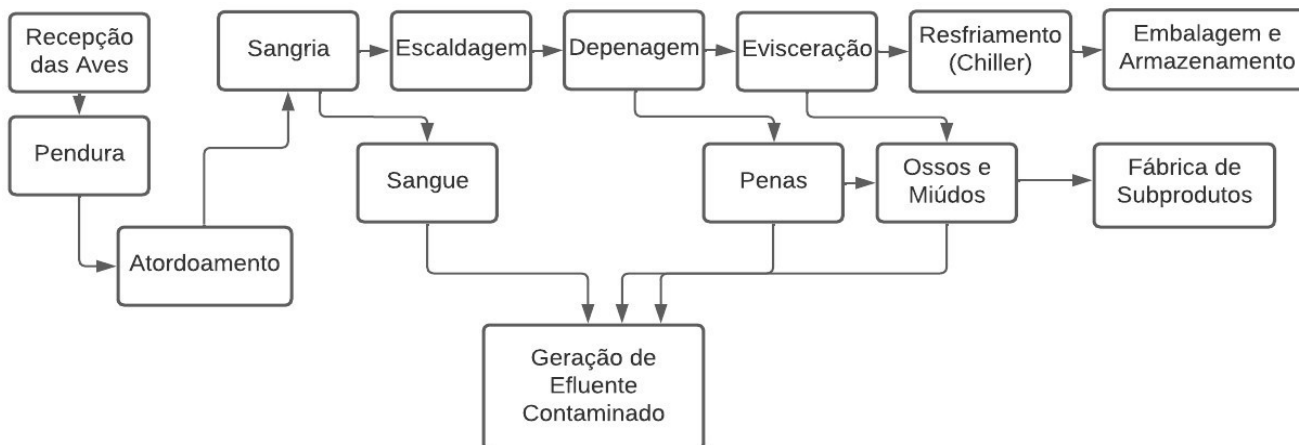 Recepção
das Aves
Sangria
Escaldagem
Depenagem
Evisceração
Resfriamento
(Chiller)
Embalagem e
Armazenamento
Pendura
Sangue
Penas
Ossos e
Miúdos
Fábrica de
Subprodutos
Atordoamento
Geração de
Efluente
Contaminado